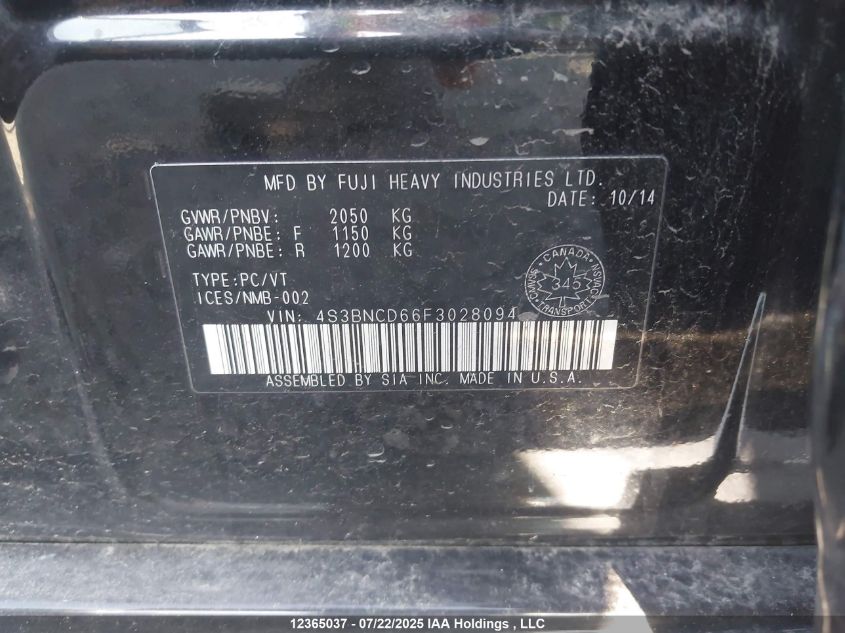 MFD BY FUJI HEAVY INDUSTRIES LTD.
DATE: 10/14
GVWR/PNBV: 2050 KG
GAWR/PNBE: F 1150 KG
GAWR/PNBE: R 1200 KG
TYPE:PC/VT
ICES/NMB-002
CANADA
345
TRANSPORT
VIN: 4S3BNCD66F3028094
ASSEMBLED BY SIA INC. MADE IN U.S.A.
12365037 - 07/22/2025 IAA Holdings , LLC